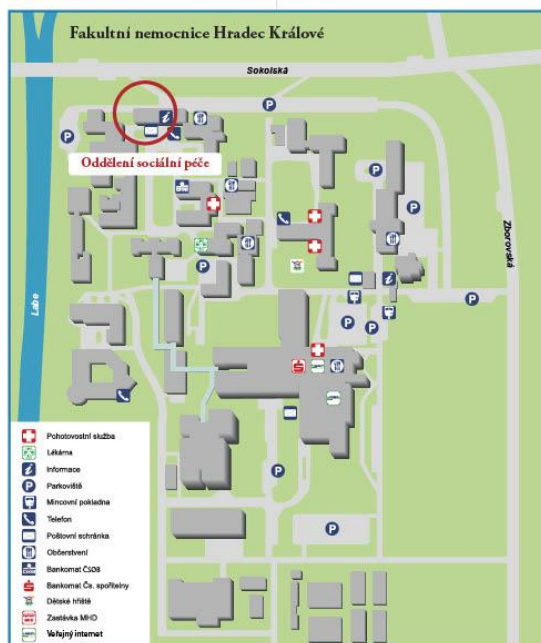 Fakultní nemocnice Hradec Králové
Sokolská
Oddělení sociální péče
Zborovská
Labe
Pohotovostní služba
Lékárna
Informace
Parkoviště
Mincovní pokladna
Telefon
Poštovní schránka
Občerstvení
Bankomat ČSOB
Bankomat Čs. spořitelny
Dětské hřiště
Zastávka MHD
Veřejný internet